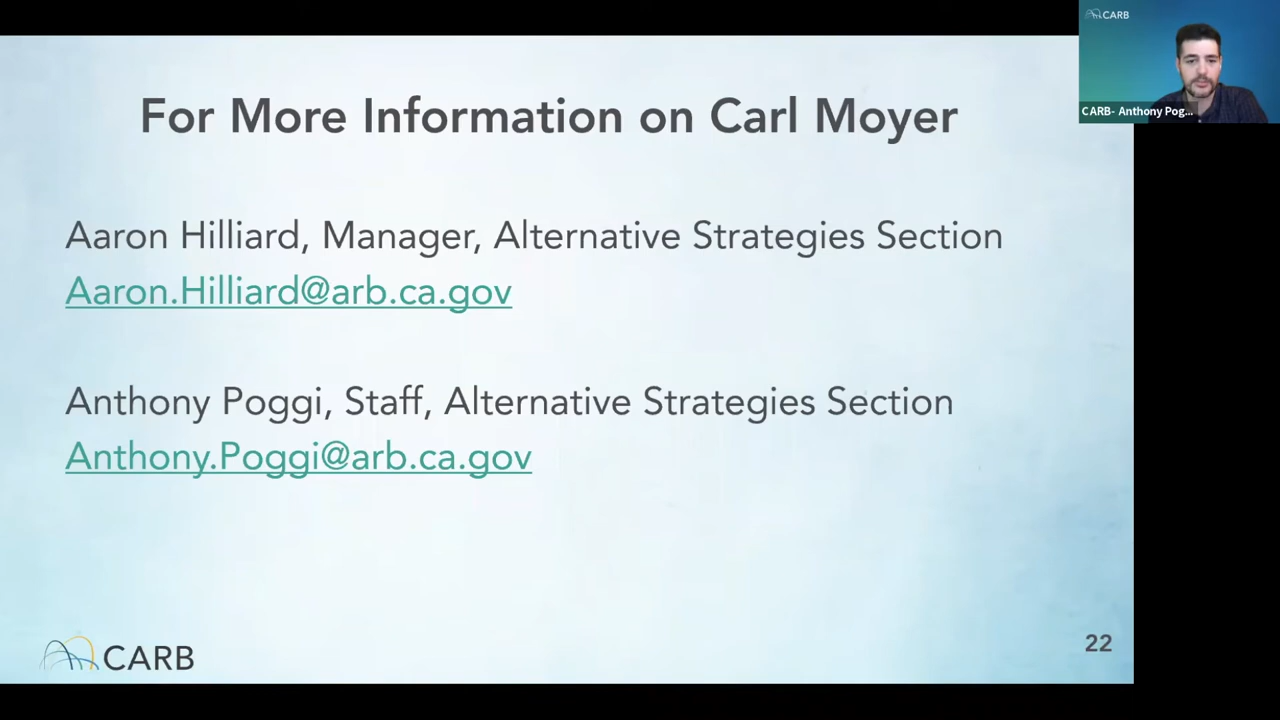 For More Information on Carl Moyer
Aaron Hilliard, Manager, Alternative Strategies Section
Aaron.Hilliard@arb.ca.gov
Anthony Poggi, Staff, Alternative Strategies Section
Anthony.Poggi@arb.ca.gov
CARB
22
CARB
CARB- Anthony Pog...